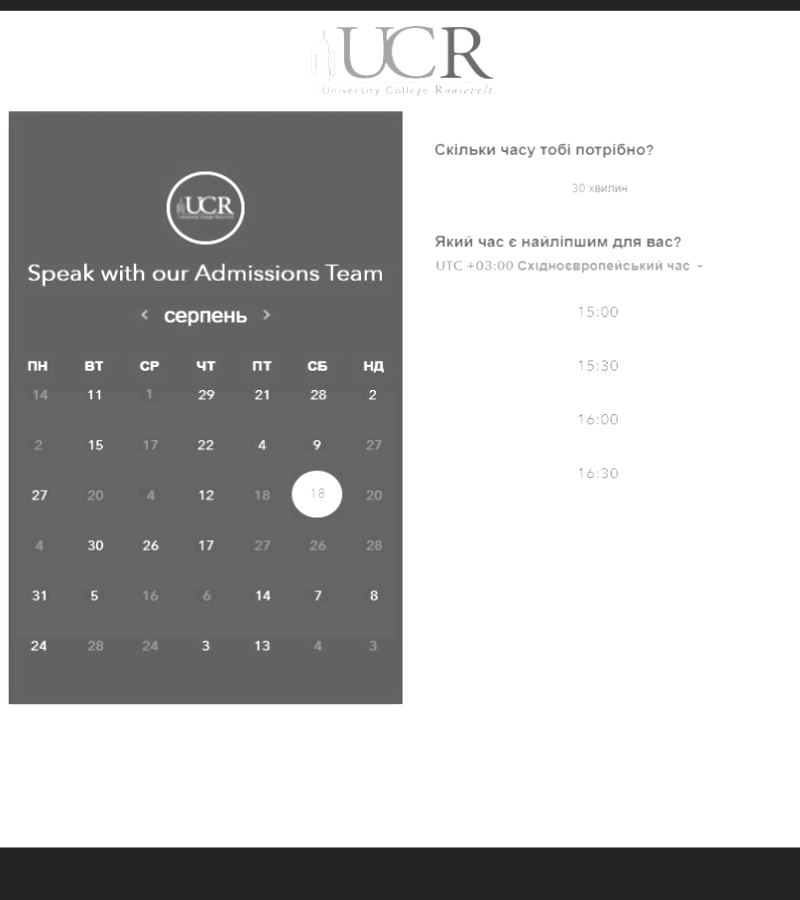 UCR
University College Roosevelt
UCR
University College Roosevelt
Speak with our Admissions Team
‹ серпень ›
ПН ВТ СР ЧТ ПТ СБ НД
14 11 1 29 21 28 2
2 15 17 22 4 9 27
27 20 4 12 18 18 20
4 30 26 17 27 26 28
31 5 16 6 14 7 8
24 28 24 3 13 4 3
Скільки часу тобі потрібно?
30 хвилин
Який час є найліпшим для вас?
UTC +03:00 Східноєвропейський час
15:00
15:30
16:00
16:30